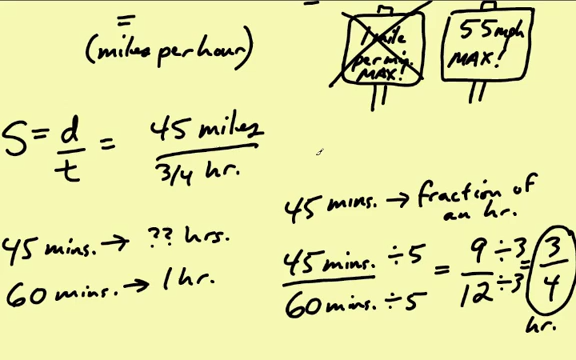 =
(miles per hour)
1 mile
per min.
MAX!
55 mph
MAX!
S = d/t = 45 miles / 3/4 hr.
45 mins. → ?? hrs.
60 mins. → 1 hr.
45 mins. → fraction of
an hr.
45 mins. ÷5 / 60 mins. ÷5 = 9 ÷3 / 12 ÷3 = 3/4
hr.